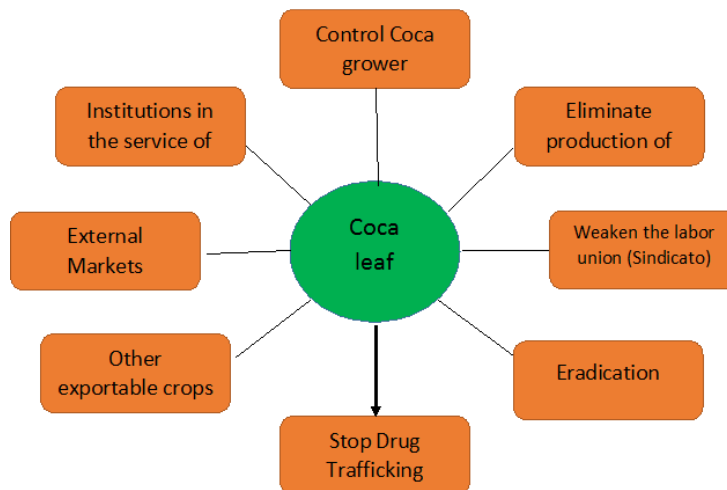 Control Coca
grower
Institutions in
the service of
Eliminate
production of
Coca
leaf
External
Markets
Weaken the labor
union (Sindicato)
Other
exportable crops
Eradication
Stop Drug
Trafficking